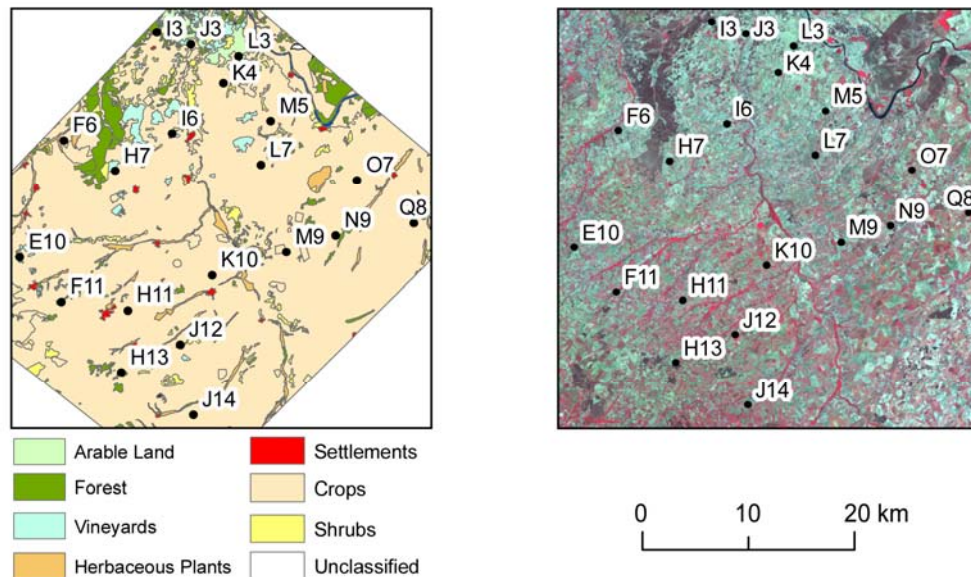 I3
J3
L3
K4
M5
F6
I6
H7
L7
O7
Q8
N9
M9
E10
K10
F11
H11
J12
H13
J14
Arable Land
Forest
Vineyards
Herbaceous Plants
Settlements
Crops
Shrubs
Unclassified
I3
J3
L3
K4
M5
F6
I6
H7
L7
O7
Q8
N9
M9
E10
K10
F11
H11
J12
H13
J14
0 10 20 km